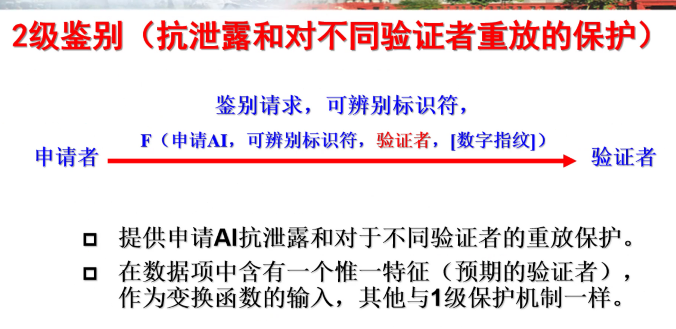 2级鉴别（抗泄露和对不同验证者重放的保护）
鉴别请求，可辨别标识符，
F（申请AI，可辨别标识符，验证者，[数字指纹]）
申请者
验证者
提供申请AI抗泄露和对于不同验证者的重放保护。
在数据项中含有一个惟一特征（预期的验证者），
作为变换函数的输入，其他与1级保护机制一样。